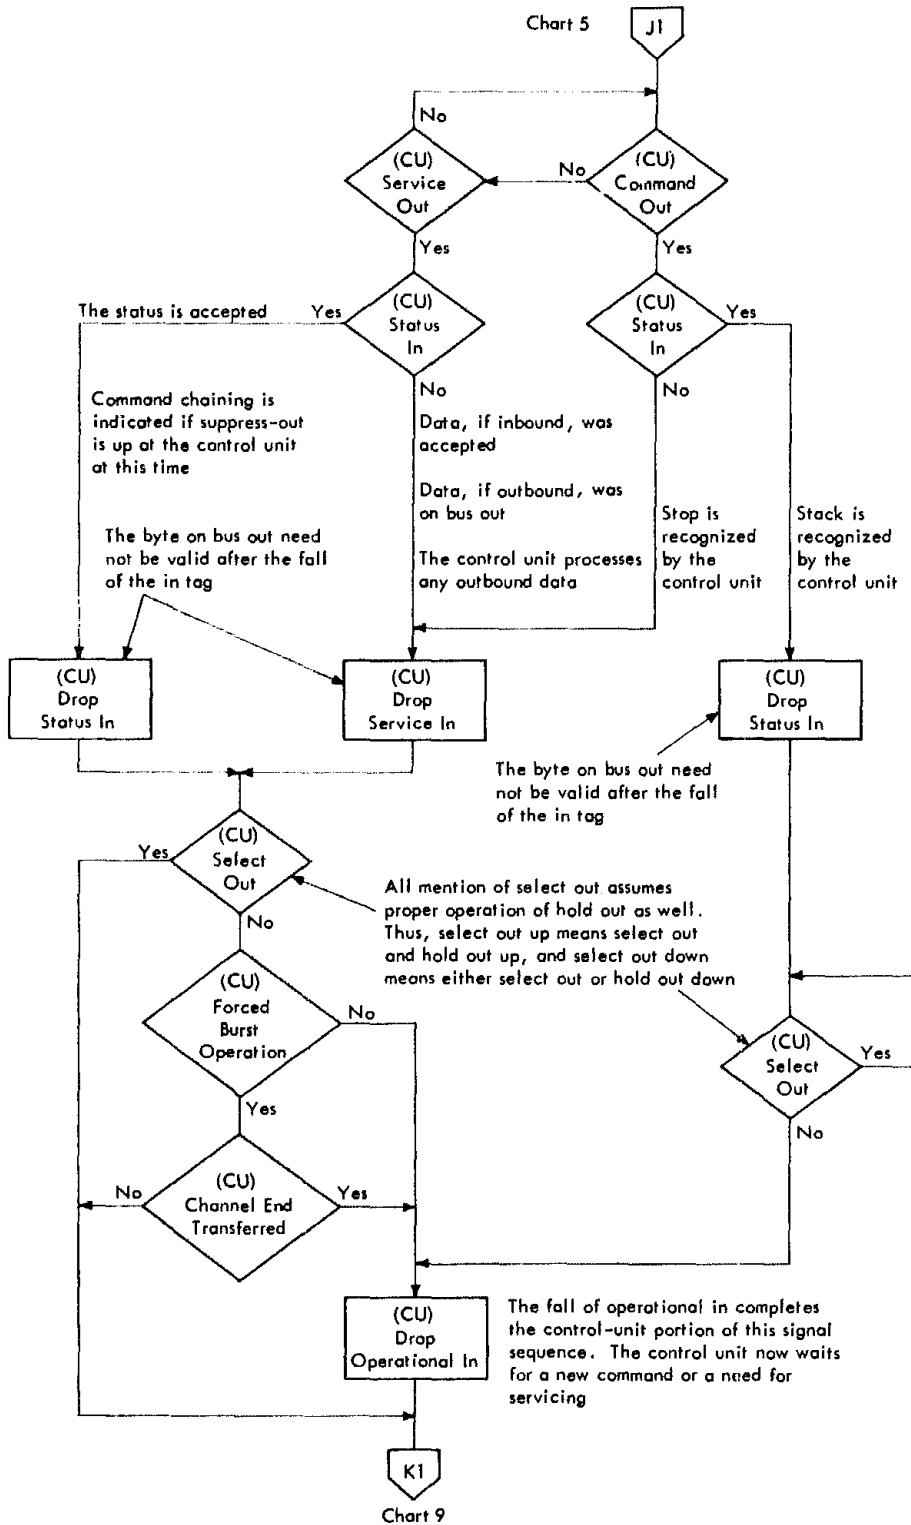 Chart 5
J1
No
(CU)
Service
Out
No
(CU)
Command
Out
Yes
Yes
The status is accepted
Yes
(CU)
Status
In
(CU)
Status
In
Yes
No
No
Command chaining is
indicated if suppress-out
is up at the control unit
at this time
Data, if inbound, was
accepted
Data, if outbound, was
on bus out
The control unit processes
any outbound data
Stop is
recognized
by the
control unit
Stack is
recognized
by the
control unit
The byte on bus out need
not be valid after the fall
of the in tag
(CU)
Drop
Status In
(CU)
Drop
Service In
(CU)
Drop
Status In
The byte on bus out need
not be valid after the fall
of the in tag
Yes
(CU)
Select
Out
No
All mention of select out assumes
proper operation of hold out as well.
Thus, select out up means select out
and hold out up, and select out down
means either select out or hold out down
(CU)
Forced
Burst
Operation
No
Yes
(CU)
Select
Out
Yes
No
No
(CU)
Channel End
Transferred
Yes
(CU)
Drop
Operational In
The fall of operational in completes
the control-unit portion of this signal
sequence. The control unit now waits
for a new command or a need for
servicing
K1
Chart 9